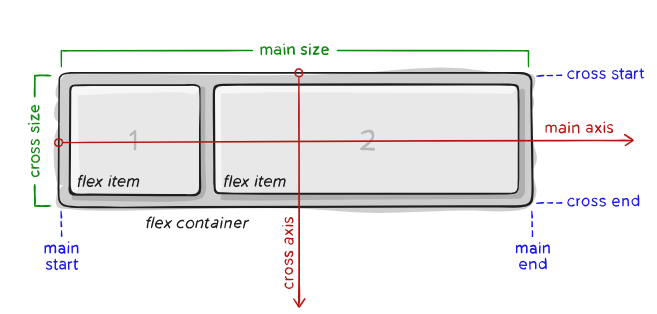 main size
cross start
cross size
1
2
main axis
flex item
flex item
cross end
flex container
cross axis
main
start
main
end